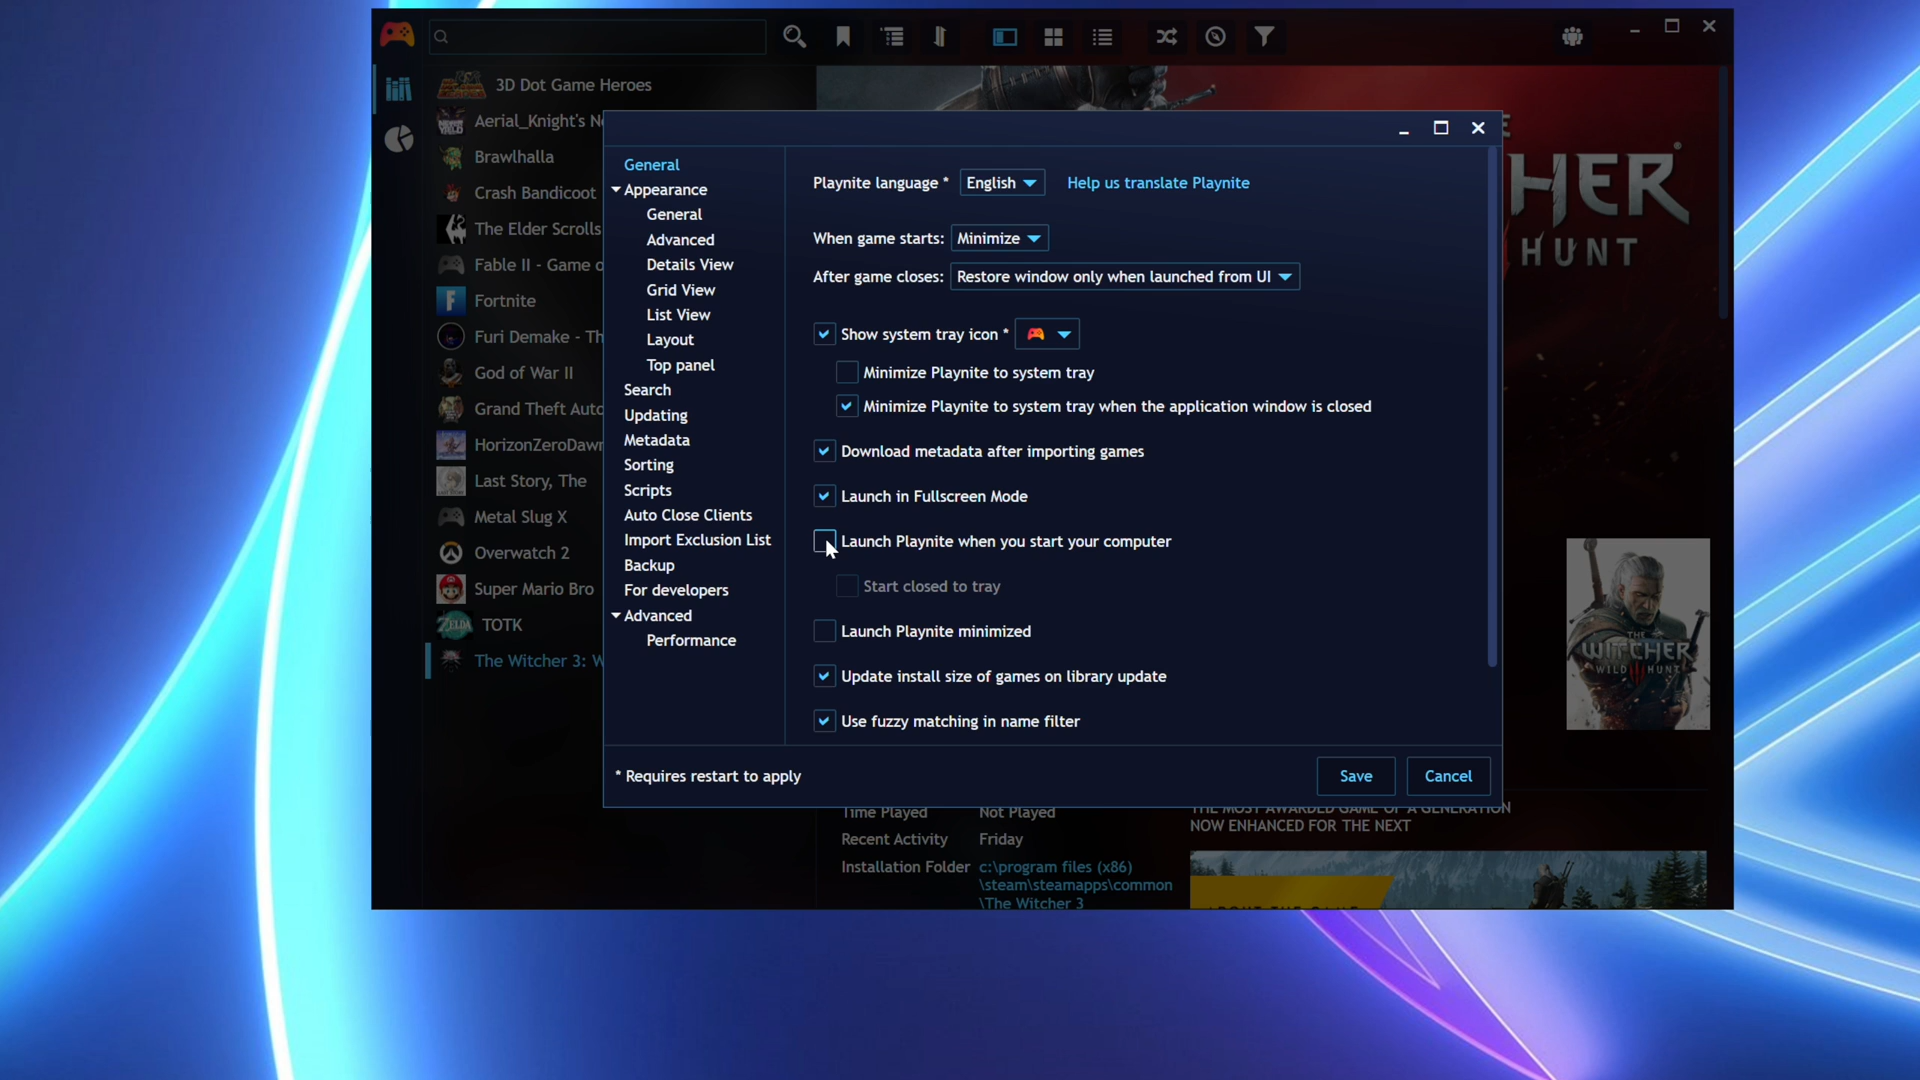 3D Dot Game Heroes
Aerial_Knight's N
Brawlhalla
Crash Bandicoot
The Elder Scrolls
Fable II - Game o
Fortnite
Furi Demake - Th
God of War II
Grand Theft Auto
HorizonZeroDawn
Last Story, The
Metal Slug X
Overwatch 2
Super Mario Bro
TOTK
The Witcher 3: W
General
Appearance
General
Advanced
Details View
Grid View
List View
Layout
Top panel
Search
Updating
Metadata
Sorting
Scripts
Auto Close Clients
Import Exclusion List
Backup
For developers
Advanced
Performance
Playnite language * English Help us translate Playnite
When game starts: Minimize
After game closes: Restore window only when launched from UI
Show system tray icon *
Minimize Playnite to system tray
Minimize Playnite to system tray when the application window is closed
Download metadata after importing games
Launch in Fullscreen Mode
Launch Playnite when you start your computer
Start closed to tray
Launch Playnite minimized
Update install size of games on library update
Use fuzzy matching in name filter
* Requires restart to apply
Save Cancel
HER
HUNT
THE
WITCHER
WILD HUNT
Time Played Not Played
Recent Activity Friday
Installation Folder c:\program files (x86)
\steam\steamapps\common
\The Witcher 3
THE MOST AWARDED GAME OF A GENERATION
NOW ENHANCED FOR THE NEXT